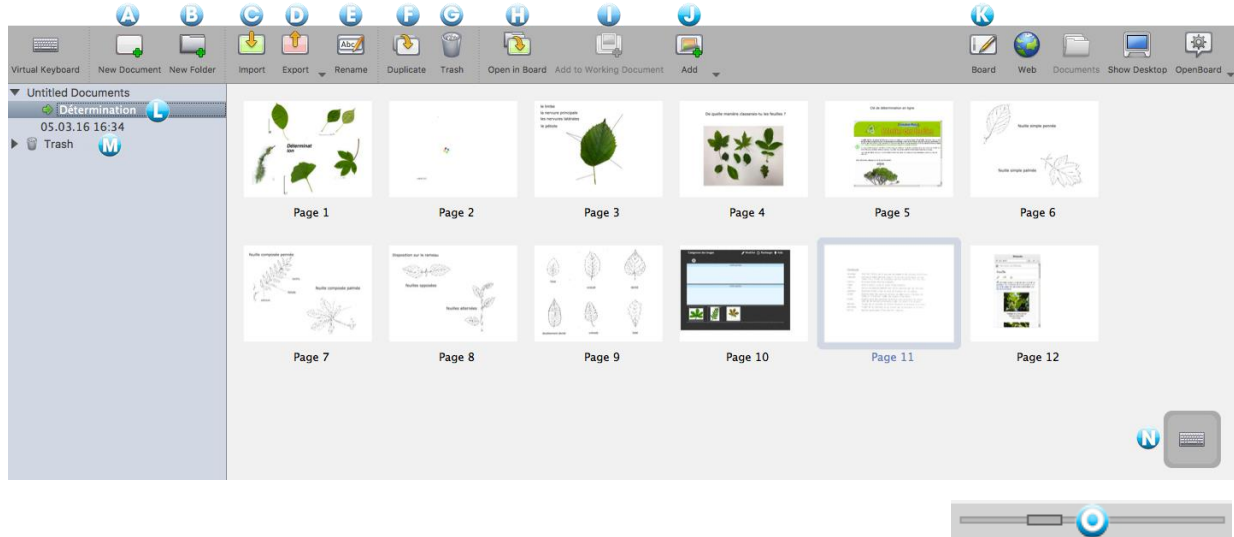 A B C D E F G H I J K
Virtual Keyboard New Document New Folder Import Export Rename Duplicate Trash Open in Board Add to Working Document Add Board Web Documents Show Desktop OpenBoard
Abc
Untitled Documents
Détermination L
05.03.16 16:34
Trash M
Déterminat
ion
le limbe
la nervure principale
les nervures latérales
le pétiole
De quelle manière classerais-tu les feuilles ?
Clé de détermination en ligne
feuille simple pennée
feuille simple palmée
Page 1 Page 2 Page 3 Page 4 Page 5 Page 6
feuille composée pennée
feuille composée palmée
Disposition sur le rameau
feuilles opposées
feuilles alternées
Page 7 Page 8 Page 9 Page 10 Page 11 Page 12
N
O